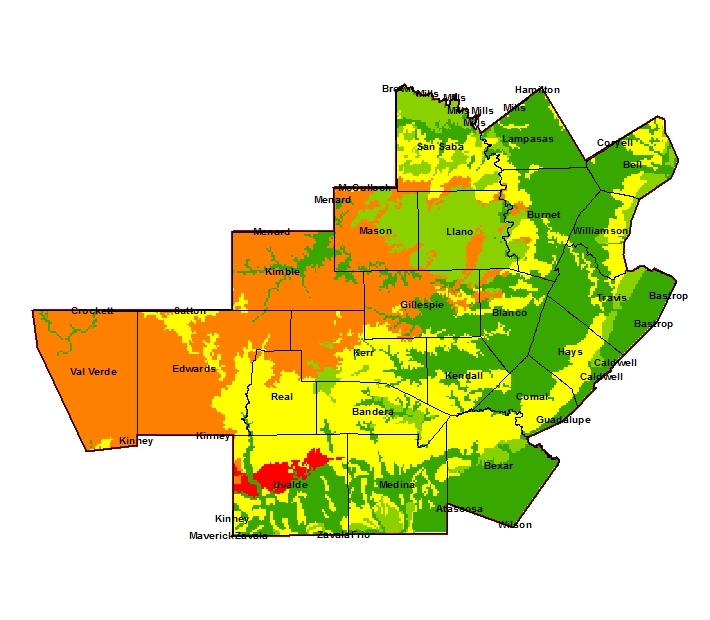 Brown Mills Mills Hamilton
Mills Mills Mills
Mills
San Saba Lampasas Coryell
Bell
McCulloch
Menard
Menard Mason Llano Burnet Williamson
Kimble
Crockett Sutton Gillespie Blanco Travis Bastrop
Bastrop
Kerr Hays
Val Verde Edwards Kendall Caldwell
Caldwell
Real Comal
Bandera Guadalupe
Kinney Kinney
Bexar
Uvalde Medina
Atascosa
Kinney Wilson
Maverick Zavala Zavala Frio